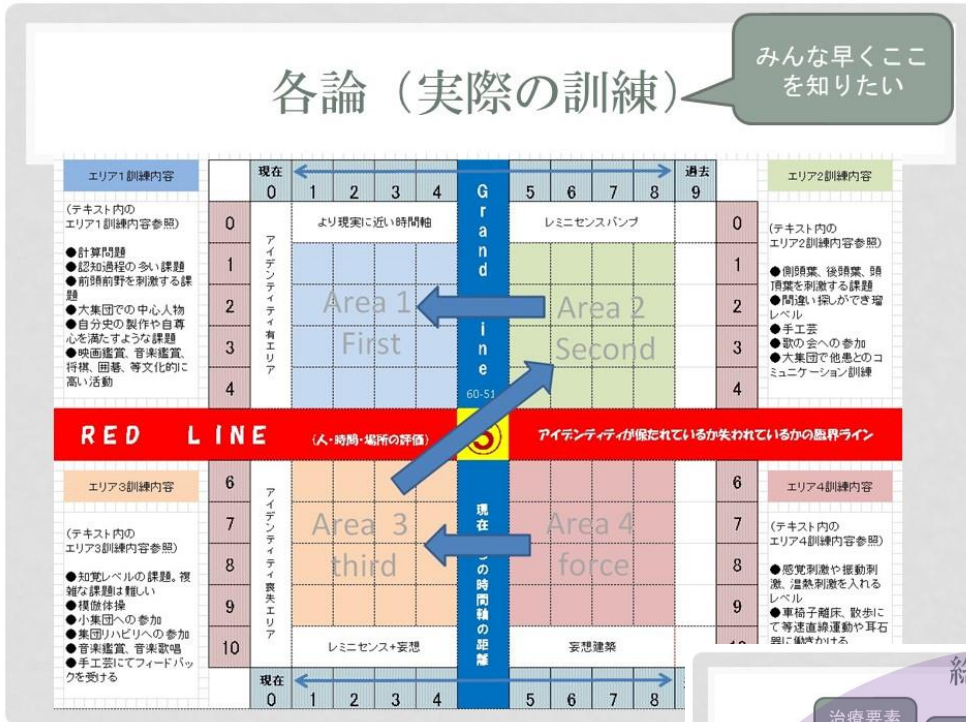 みんな早くここ
を知りたい
各論（実際の訓練）
エリア1訓練内容
(テキスト内の
エリア1訓練内容参照)
●計算問題
●認知過程の多い課題
●前頭前野を刺激する課
題
●大集団での中心人物
●自分史の製作や自尊
心を満たすような課題
●映画鑑賞、音楽鑑賞、
将棋、囲碁、等文化的に
高い活動
現在
0 1 2 3 4
Grand
ine
5 6 7 8
過去
9
より現実に近い時間軸
レミニセンスバンプ
0
1
2
3
4
アイデンティティ有エリア
Area 1
First
Area 2
Second
60-51
0
1
2
3
4
エリア2訓練内容
(テキスト内の
エリア2訓練内容参照)
●側頭葉、後頭葉、頭
頂葉を刺激する課題
●間違い探しができ瑠
レベル
●手工芸
●歌の会への参加
●大集団で他患とのコ
ミュニケーション訓練
RED LINE
(人・時間・場所の評価)
5
アイデンティティが保たれているか失われているかの臨界ライン
エリア3訓練内容
(テキスト内の
エリア3訓練内容参照)
●知覚レベルの課題。複
雑な課題は難しい
●模倣体操
●小集団への参加
●集団リハビリへの参加
●音楽鑑賞、音楽歌唱
●手工芸にてフィードバッ
クを受ける
6
7
8
9
10
アイデンティティ喪失エリア
Area 3
third
現在
の時間軸の距離
Area 4
force
レミニセンス+妄想
妄想建築
6
7
8
9
エリア4訓練内容
(テキスト内の
エリア4訓練内容参照)
●感覚刺激や振動刺
激、温熱刺激を入れる
レベル
●車椅子離床、散歩に
て等速直線運動や耳石
器に働きかける
現在
0 1 2 3 4
5 6 7 8
治療要素